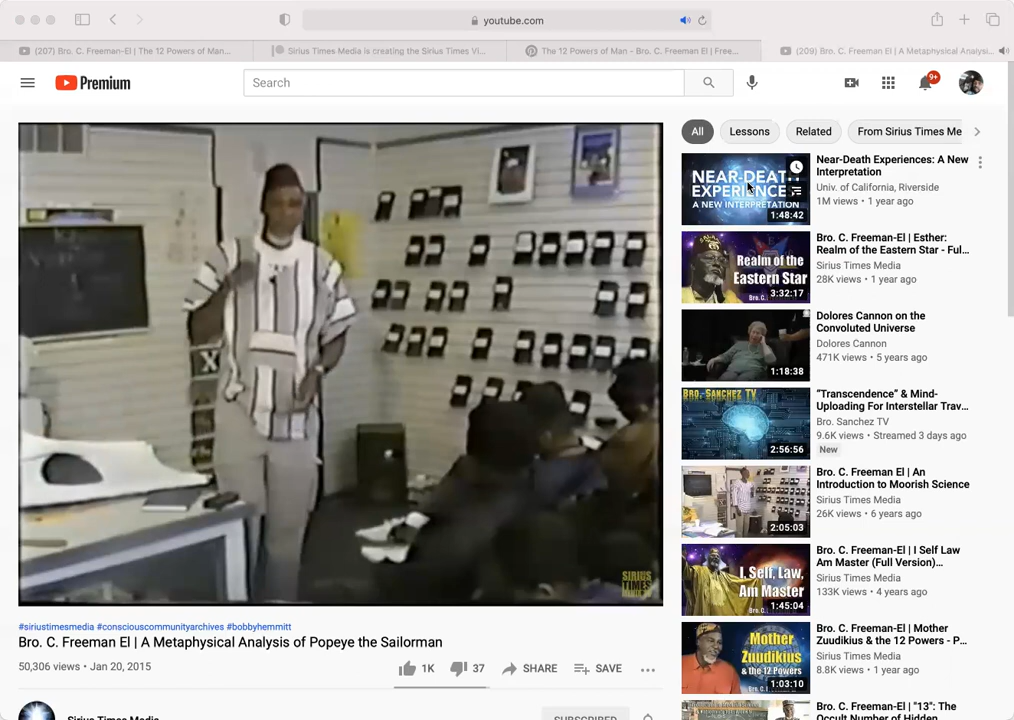 youtube.com
(207) Bro. C. Freeman-El | The 12 Powers of Man...
Sirius Times Media is creating the Sirius Times Vi...
The 12 Powers of Man - Bro. C. Freeman El | Free...
(209) Bro. C. Freeman El | A Metaphysical Analysi...
Premium
Search
9+
All
Lessons
Related
From Sirius Times Me
NEAR-DEATH
EXPERIENCE
A NEW INTERPRETATION
1:48:42
Near-Death Experiences: A New
Interpretation
Univ. of California, Riverside
1M views • 1 year ago
Realm of the
Eastern Star
Bro. C.
3:32:17
Bro. C. Freeman-El | Esther:
Realm of the Eastern Star - Ful...
Sirius Times Media
28K views • 1 year ago
1:18:38
Dolores Cannon on the
Convoluted Universe
Dolores Cannon
471K views • 5 years ago
BRO. SANCHEZ TV
2:56:56
“Transcendence” & Mind-
Uploading For Interstellar Trav...
Bro. Sanchez TV
9.6K views • Streamed 3 days ago
New
2:05:03
Bro. C. Freeman El | An
Introduction to Moorish Science
Sirius Times Media
26K views • 6 years ago
I, Self, Law,
Am Master
Bro. C.
1:45:04
Bro. C. Freeman-El | I Self Law
Am Master (Full Version)...
Sirius Times Media
133K views • 4 years ago
Mother
Zuudikius
& the 12 Powers
1:03:10
Bro. C. Freeman-El | Mother
Zuudikius & the 12 Powers - P...
Sirius Times Media
8.8K views • 1 year ago
Bro. C. Freeman-El | "13": The
Occult Number of Hidden
SIRIUS
TIMES
MEDIA
#siriustimesmedia #consciouscommunityarchives #bobbyhemmitt
Bro. C. Freeman El | A Metaphysical Analysis of Popeye the Sailorman
50,306 views • Jan 20, 2015
1K
37
SHARE
SAVE
Sirius Times Media
SUBSCRIBED